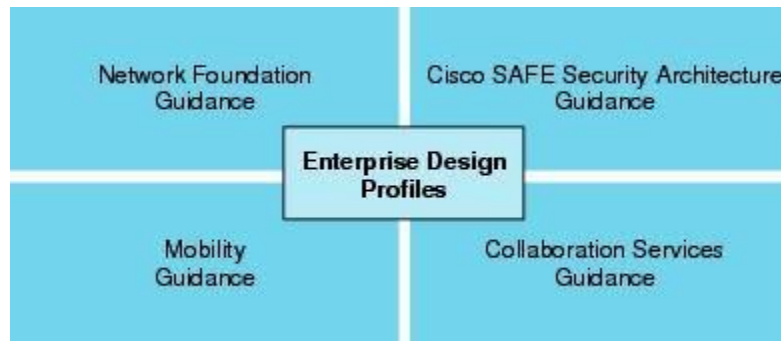 Network Foundation
Guidance
Cisco SAFE Security Architecture
Guidance
Enterprise Design
Profiles
Mobility
Guidance
Collaboration Services
Guidance